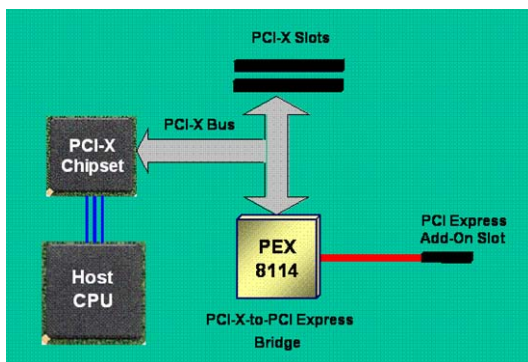 PCI-X Slots
PCI-X Bus
PCI-X
Chipset
Host
CPU
PEX
8114
PCI-X-to-PCI Express
Bridge
PCI Express
Add-On Slot